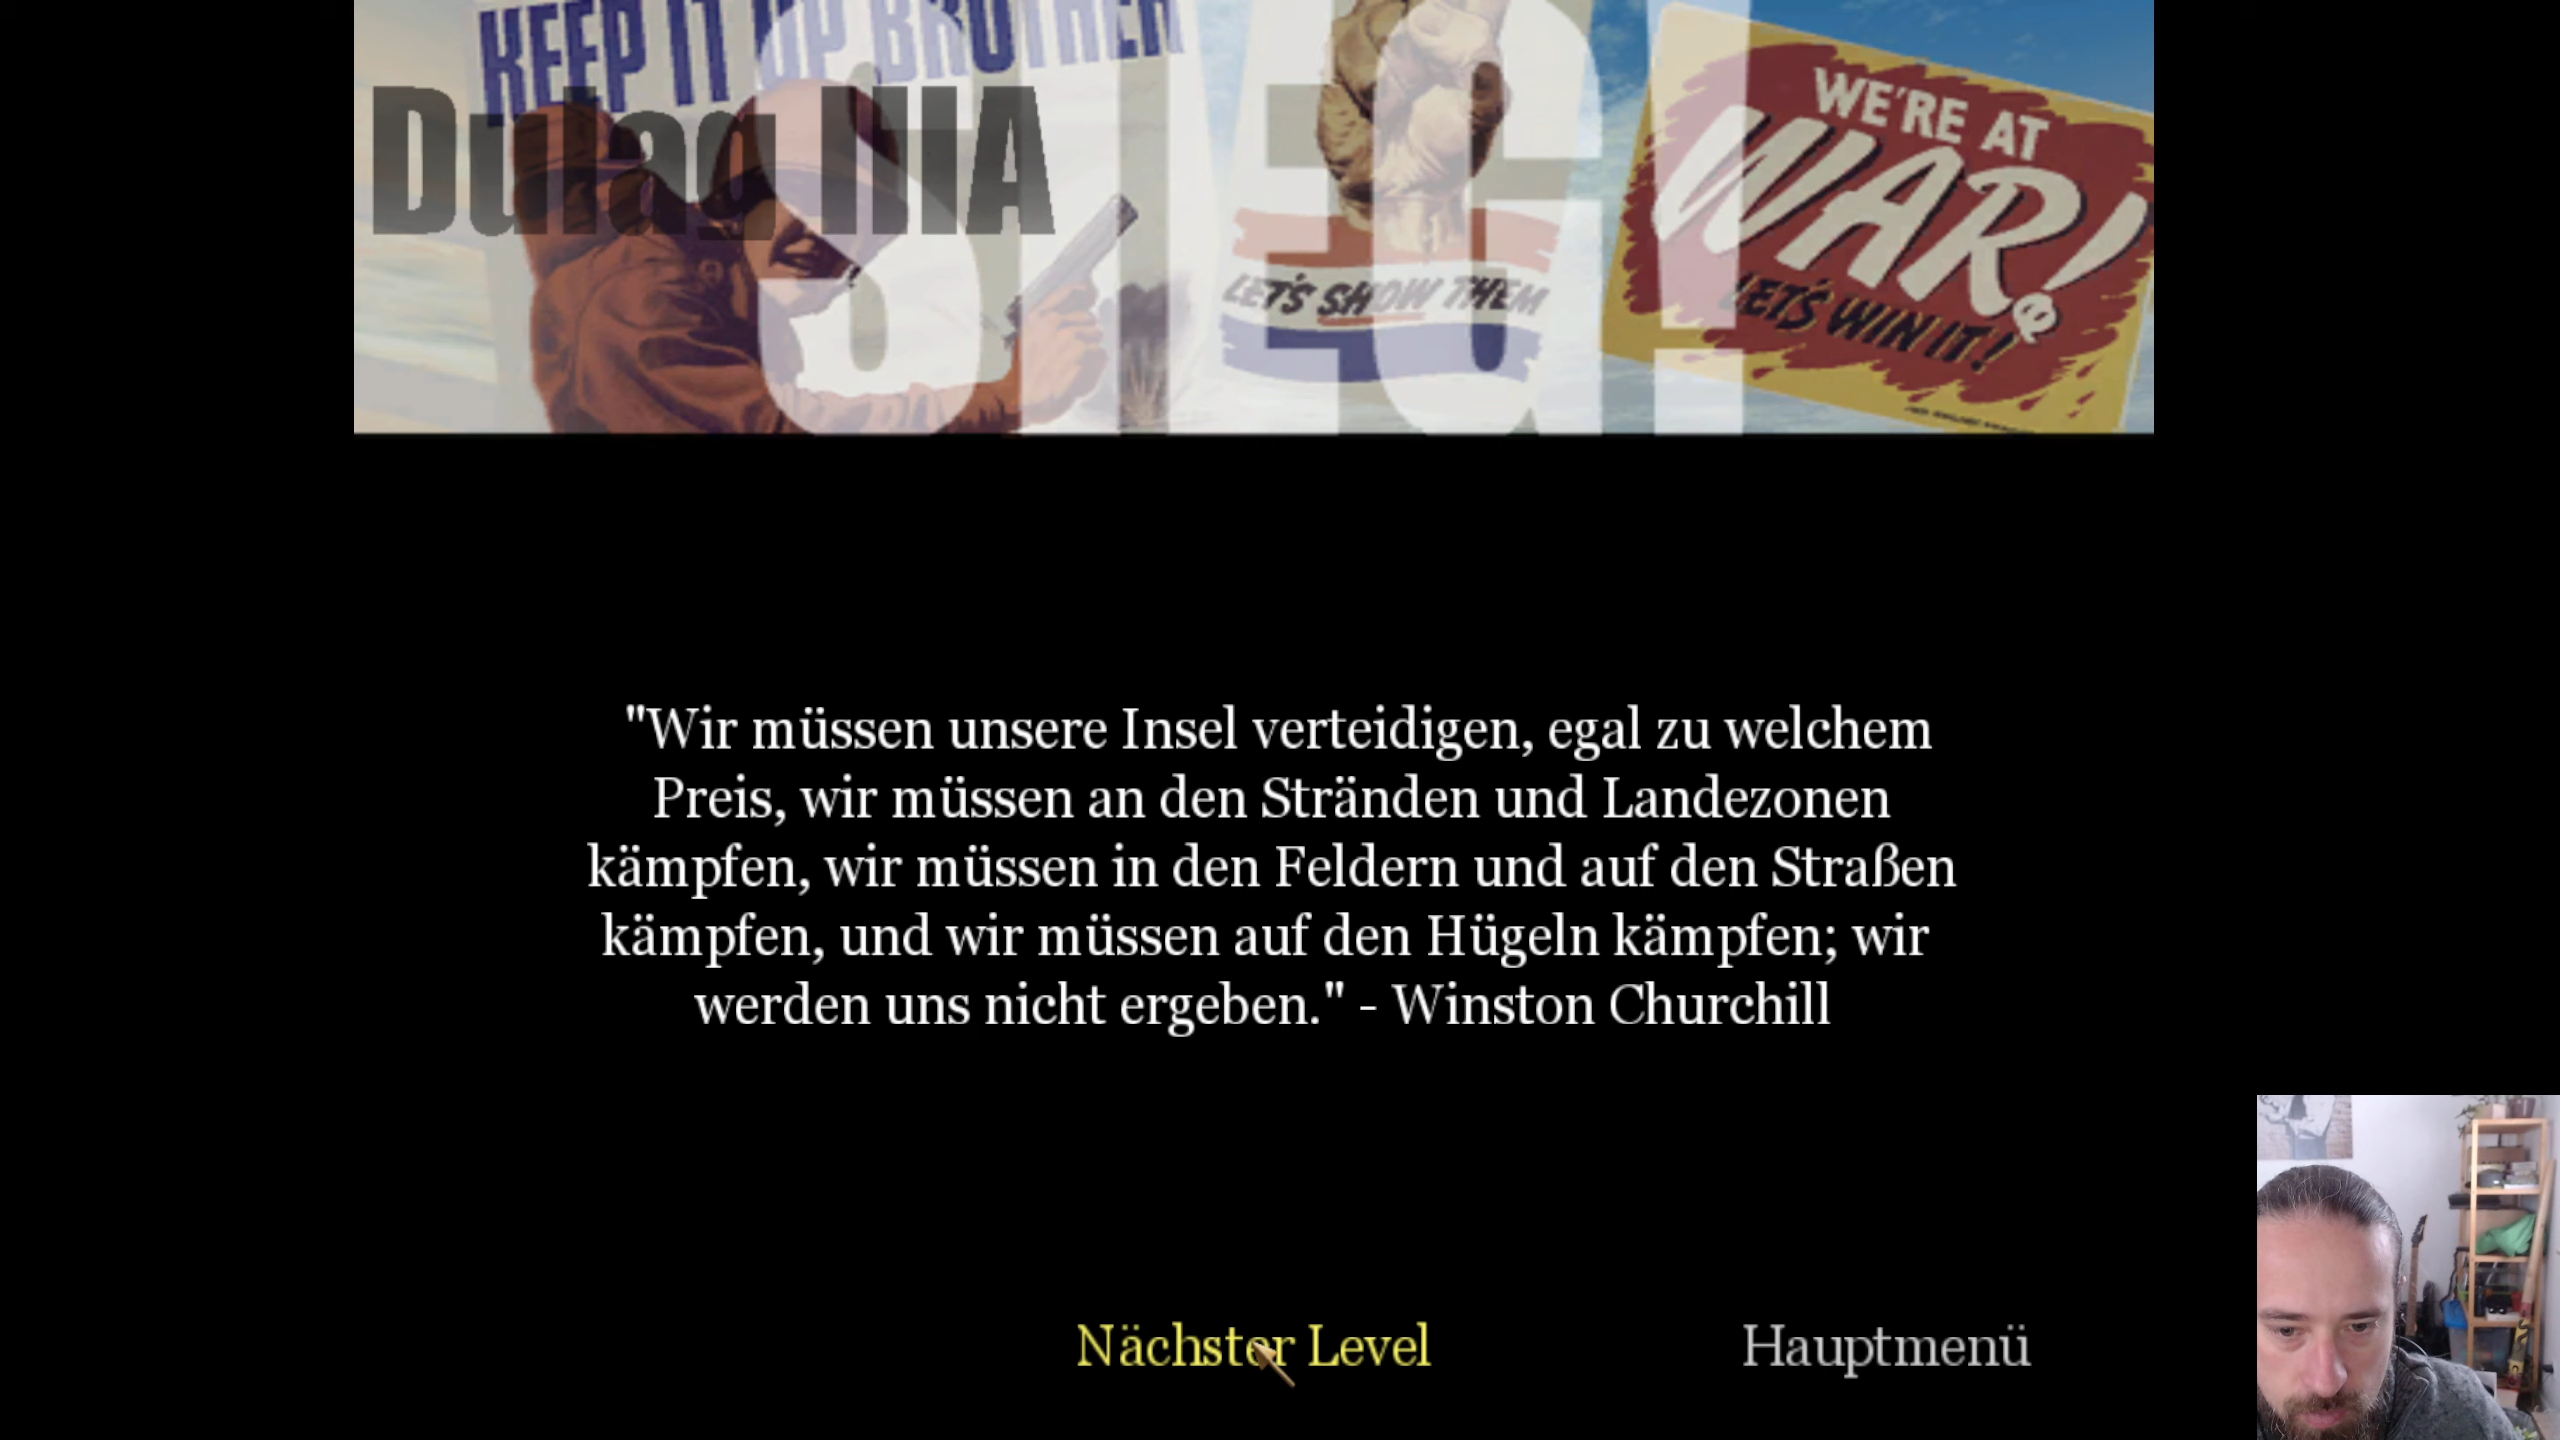 KEEP IT UP BROTHER
SIEG!
Dulag IIIA
WE'RE AT
WAR!
LET'S SHOW THEM
LET'S WIN IT!
"Wir müssen unsere Insel verteidigen, egal zu welchem
Preis, wir müssen an den Stränden und Landezonen
kämpfen, wir müssen in den Feldern und auf den Straßen
kämpfen, und wir müssen auf den Hügeln kämpfen; wir
werden uns nicht ergeben." - Winston Churchill
Nächster Level
Hauptmenü